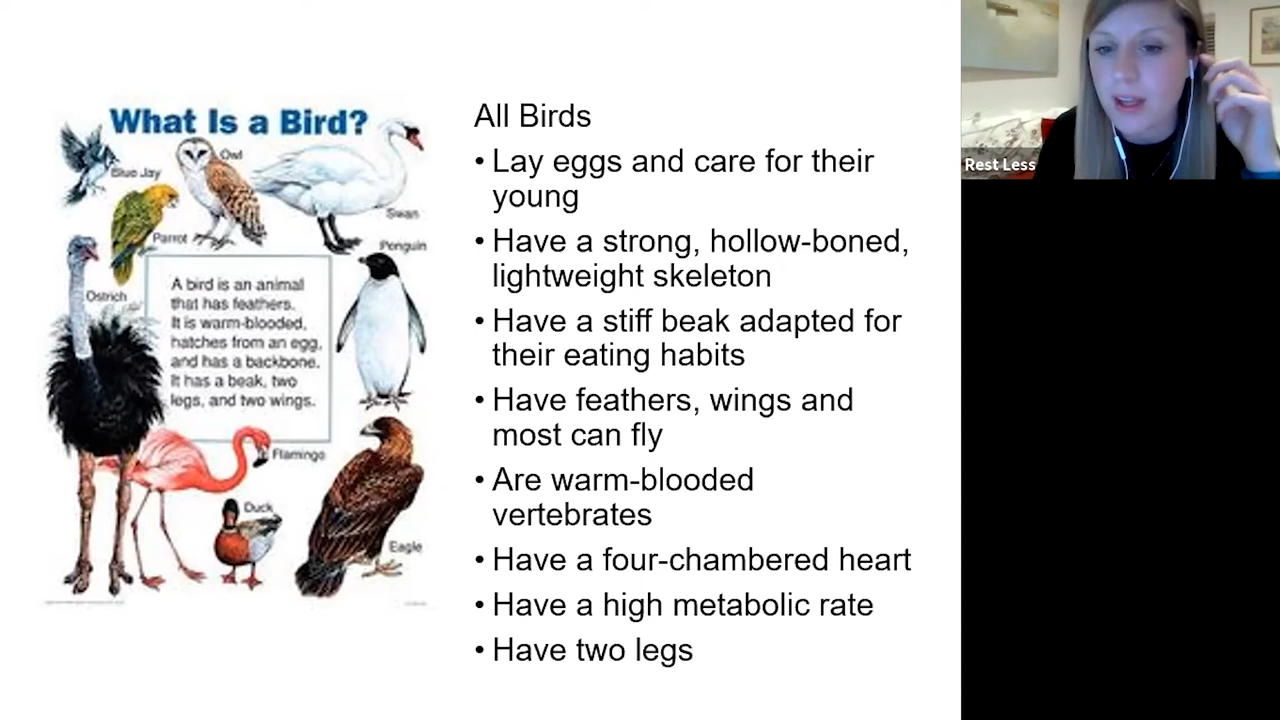 What Is a Bird?
Blue Jay
Owl
Swan
Parrot
Penguin
Ostrich
A bird is an animal
that has feathers.
It is warm-blooded,
hatches from an egg,
and has a backbone.
It has a beak, two
legs, and two wings.
Flamingo
Duck
Eagle
All Birds
• Lay eggs and care for their
young
• Have a strong, hollow-boned,
lightweight skeleton
• Have a stiff beak adapted for
their eating habits
• Have feathers, wings and
most can fly
• Are warm-blooded
vertebrates
• Have a four-chambered heart
• Have a high metabolic rate
• Have two legs
Rest Less